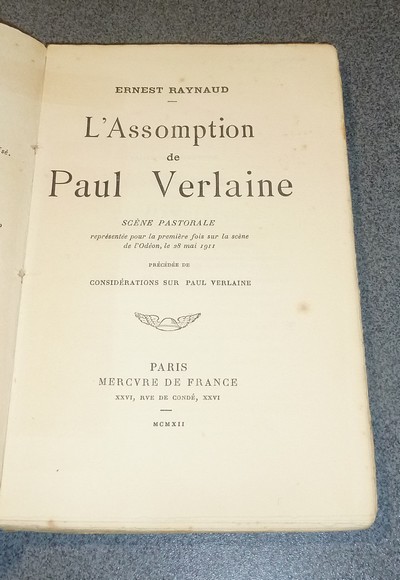 ERNEST RAYNAUD
L'Assomption
de
Paul Verlaine
SCÈNE PASTORALE
représentée pour la première fois sur la scène
de l'Odéon, le 28 mai 1911
PRÉCÉDÉE DE
CONSIDÉRATIONS SUR PAUL VERLAINE
PARIS
MERCVRE DE FRANCE
XXVI, RVE DE CONDÉ, XXVI
MCMXII